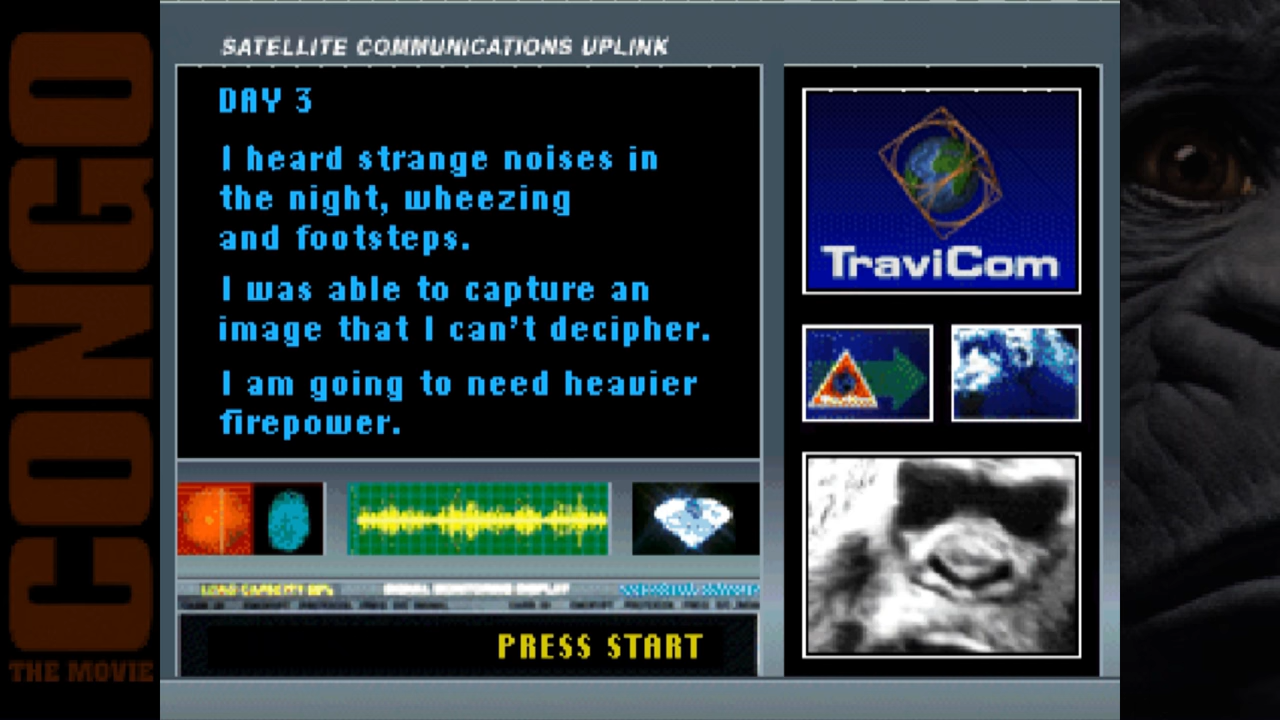 CONGO
THE MOVIE
SATELLITE COMMUNICATIONS UPLINK
DAY 3
I heard strange noises in
the night, wheezing
and footsteps.
I was able to capture an
image that I can't decipher.
I am going to need heavier
firepower.
TraviCom
PRESS START